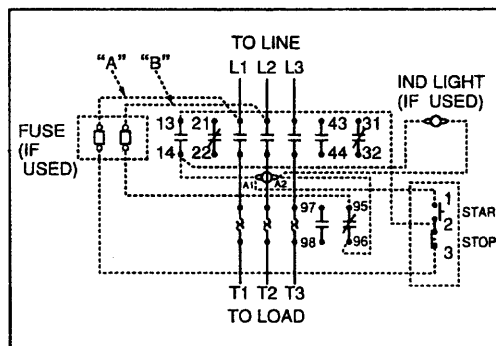 TO LINE
"A" "B" L1 L2 L3
IND LIGHT
(IF USED)
FUSE
(IF
USED)
13 21 43 31
14 22 44 32
A1 A2
97 95
98 96
1
STAR
2
STOP
3
T1 T2 T3
TO LOAD